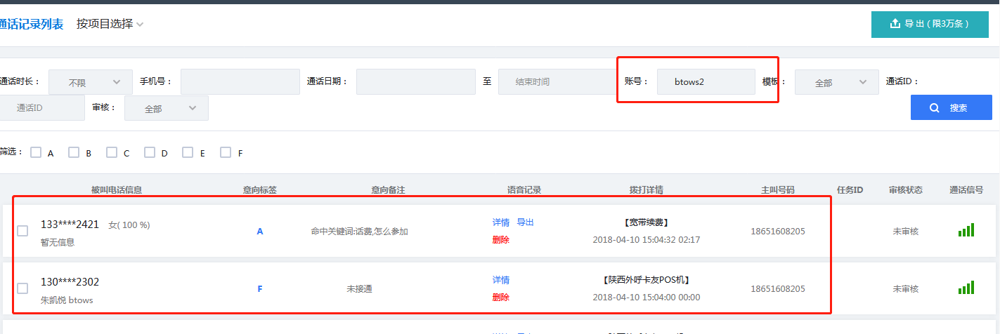 通话记录列表 按项目选择
导 出 ( 限3万条 )
通话时长： 不限 手机号： 通话日期： 至 结束时间 账号： btows2 模板： 全部 通话ID：
通话ID 审核： 全部 搜索
筛选： A B C D E F
被叫电话信息 意向标签 意向备注 语音记录 拨打详情 主叫号码 任务ID 审核状态 通话信号
133****2421 女( 100 %) 详情 导出 【宽带续费】
A 命中关键词:话费,怎么参加 18651608205 未审核
暂无信息 删除 2018-04-10 15:04:32 02:17
130****2302 详情 【陕西外呼卡友POS机】
F 未接通 18651608205 未审核
朱凯悦 btows 删除 2018-04-10 15:04:00 00:00